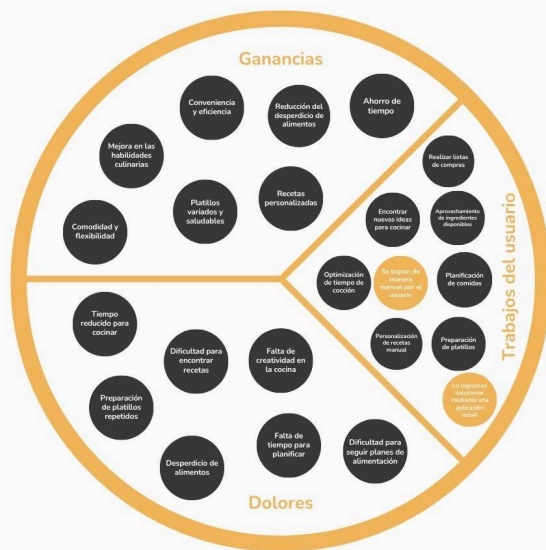 Ganancias
Conveniencia
y eficiencia
Reducción del
desperdicio de
alimentos
Ahorro de
tiempo
Mejora en las
habilidades
culinarias
Platillos
variados y
saludables
Recetas
personalizadas
Comodidad y
flexibilidad
Trabajos del usuario
Realizar listas
de compras
Encontrar
nuevas ideas
para cocinar
Aprovechamiento
de ingredientes
disponibles
Optimización
de tiempo de
cocción
Se logran de
manera
manual por el
usuario
Planificación
de comidas
Personalización
de recetas
manual
Preparación
de platillos
Lo logramos
solucionar
mediante una
aplicación
móvil
Tiempo
reducido para
cocinar
Dificultad para
encontrar
recetas
Falta de
creatividad en
la cocina
Preparación
de platillos
repetidos
Desperdicio de
alimentos
Falta de
tiempo para
planificar
Dificultad para
seguir planes de
alimentación
Dolores